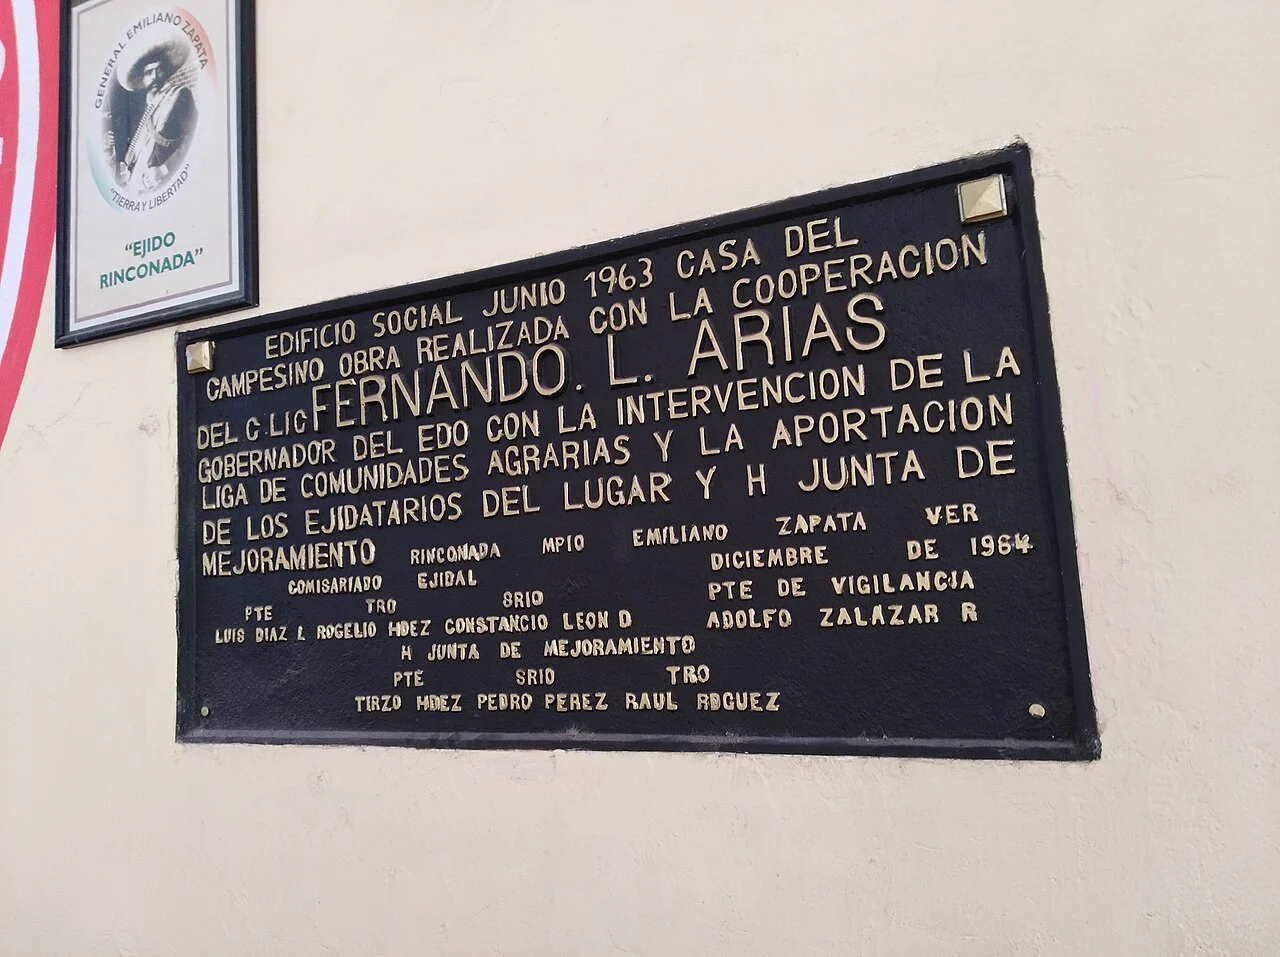 GENERAL EMILIANO ZAPATA
"TIERRA Y LIBERTAD"
"EJIDO
RINCONADA"
EDIFICIO SOCIAL JUNIO 1963 CASA DEL
CAMPESINO OBRA REALIZADA CON LA COOPERACION
DEL C. LIC FERNANDO. L. ARIAS
GOBERNADOR DEL EDO CON LA INTERVENCION DE LA
LIGA DE COMUNIDADES AGRARIAS Y LA APORTACION
DE LOS EJIDATARIOS DEL LUGAR Y H JUNTA DE
MEJORAMIENTO RINCONADA MPIO EMILIANO ZAPATA VER
DICIEMBRE DE 1964
COMISARIADO EJIDAL PTE DE VIGILANCIA
PTE TRO SRIO
LUIS DIAZ L ROGELIO HDEZ CONSTANCIO LEON D ADOLFO ZALAZAR R
H JUNTA DE MEJORAMIENTO
PTE SRIO TRO
TIRZO HDEZ PEDRO PEREZ RAUL RDGUEZ